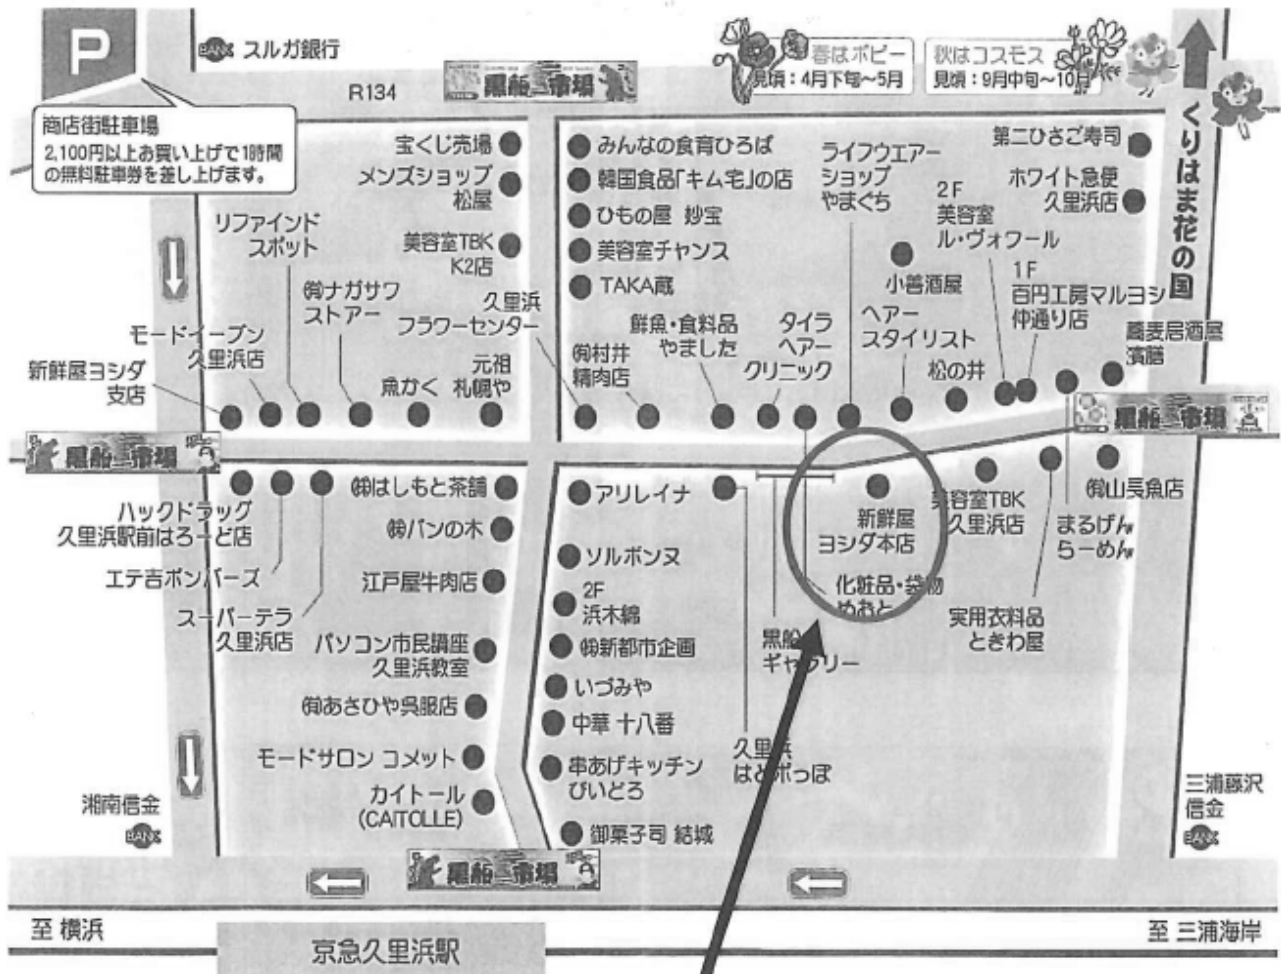 P
BANK スルガ銀行
R134
黒船 市場
春はポピー
見頃：4月下旬〜5月
秋はコスモス
見頃：9月中旬〜10月
くりはま花の国
商店街駐車場
2,100円以上お買い上げで1時間
の無料駐車券を差し上げます。
宝くじ売場
メンズショップ
松屋
美容室TBK
K2店
リファインド
スポット
㈲ナガサワ
ストアー
モードイーブン
久里浜店
新鮮屋ヨシダ
支店
魚かく
元祖
札幌や
久里浜
フラワーセンター
みんなの食育ひろば
韓国食品「キム宅」の店
ひもの屋 妙宝
美容室チャンス
TAKA蔵
㈲村井
精肉店
鮮魚・食料品
やました
タイラ
ヘアー
クリニック
ライフウエアー
ショップ
やまぐち
小善酒屋
ヘアー
スタイリスト
松の井
2F
美容室
ル・ヴォワール
1F
百円工房マルヨシ
仲通り店
第二ひさご寿司
ホワイト急便
久里浜店
蕎麦居酒屋
濱膳
黒船 市場
黒船 市場
ハックドラッグ
久里浜駅前はろーど店
エテ吉ボンバーズ
スーパーテラ
久里浜店
㈱はしもと茶舗
㈱パンの木
江戸屋牛肉店
パソコン市民講座
久里浜教室
㈲あさひや呉服店
モードサロン コメット
カイトール
(CAITOLLE)
アリレイナ
ソルボンヌ
2F
浜木綿
㈱新都市企画
いづみや
中華 十八番
串あげキッチン
びいどろ
御菓子司 結城
久里浜
はとポっぽ
黒船
ギャラリー
新鮮屋
ヨシダ本店
化粧品・袋物
めおと
美容室TBK
久里浜店
実用衣料品
ときわ屋
まるげん
らーめん
㈲山長魚店
湘南信金
BANK
三浦藤沢
信金
BANK
黒船 市場
至 横浜
京急久里浜駅
至 三浦海岸